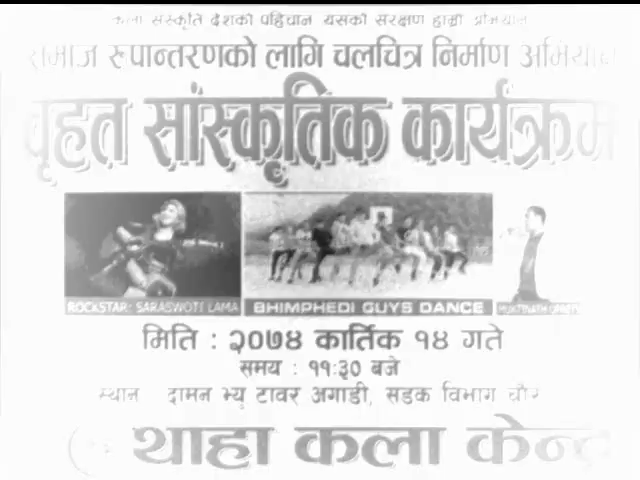 कला संस्कृति देशको पहिचान यसको संरक्षण हाम्रो अभियान
समाज रुपान्तरणको लागि चलचित्र निर्माण अभियान
वृहत सांस्कृतिक कार्यक्रम
ROCKSTAR: SARASWOTI LAMA
BHIMPHEDI GUYS DANCE
मिति : २०७४ कार्तिक १४ गते
समय : ११:३० बजे
स्थान दामन भ्यु टावर अगाडी, सडक विभाग चौर
थाहा कला केन्द्र